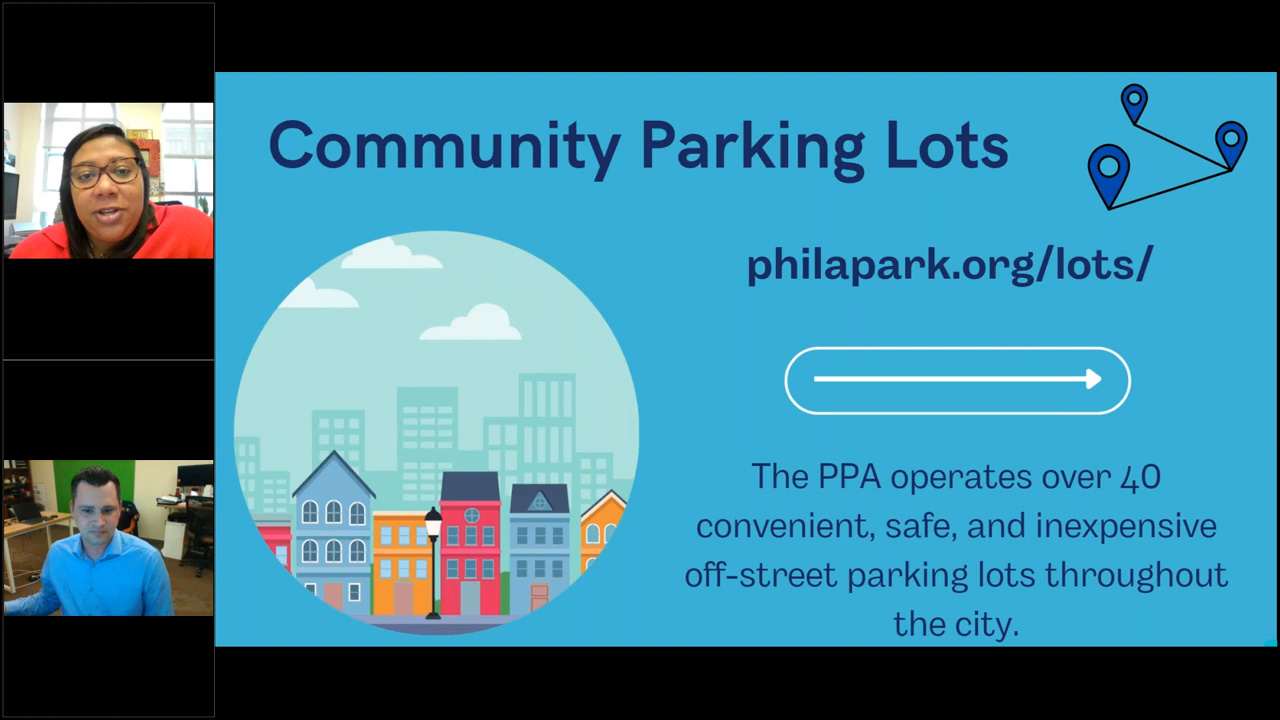 Community Parking Lots
philapark.org/lots/
The PPA operates over 40
convenient, safe, and inexpensive
off-street parking lots throughout
the city.